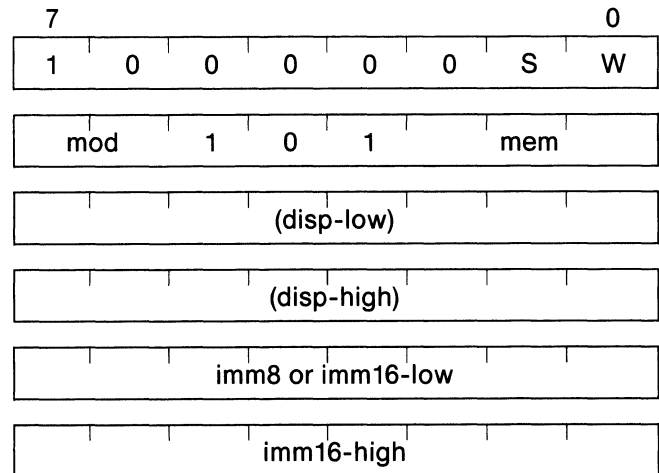 7 0
1 0 0 0 0 0 S W
mod 1 0 1 mem
(disp-low)
(disp-high)
imm8 or imm16-low
imm16-high